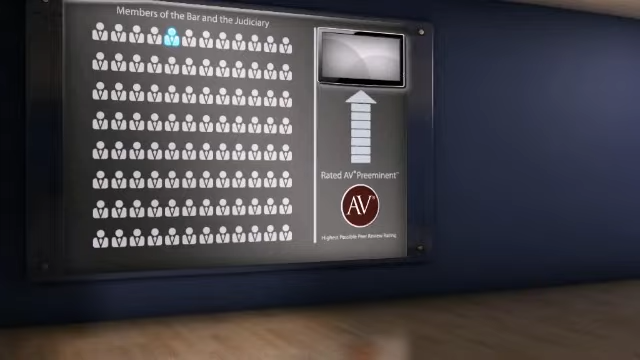 Members of the Bar and the Judiciary
Rated AV® Preeminent™
AV®
Highest Possible Peer Review Rating